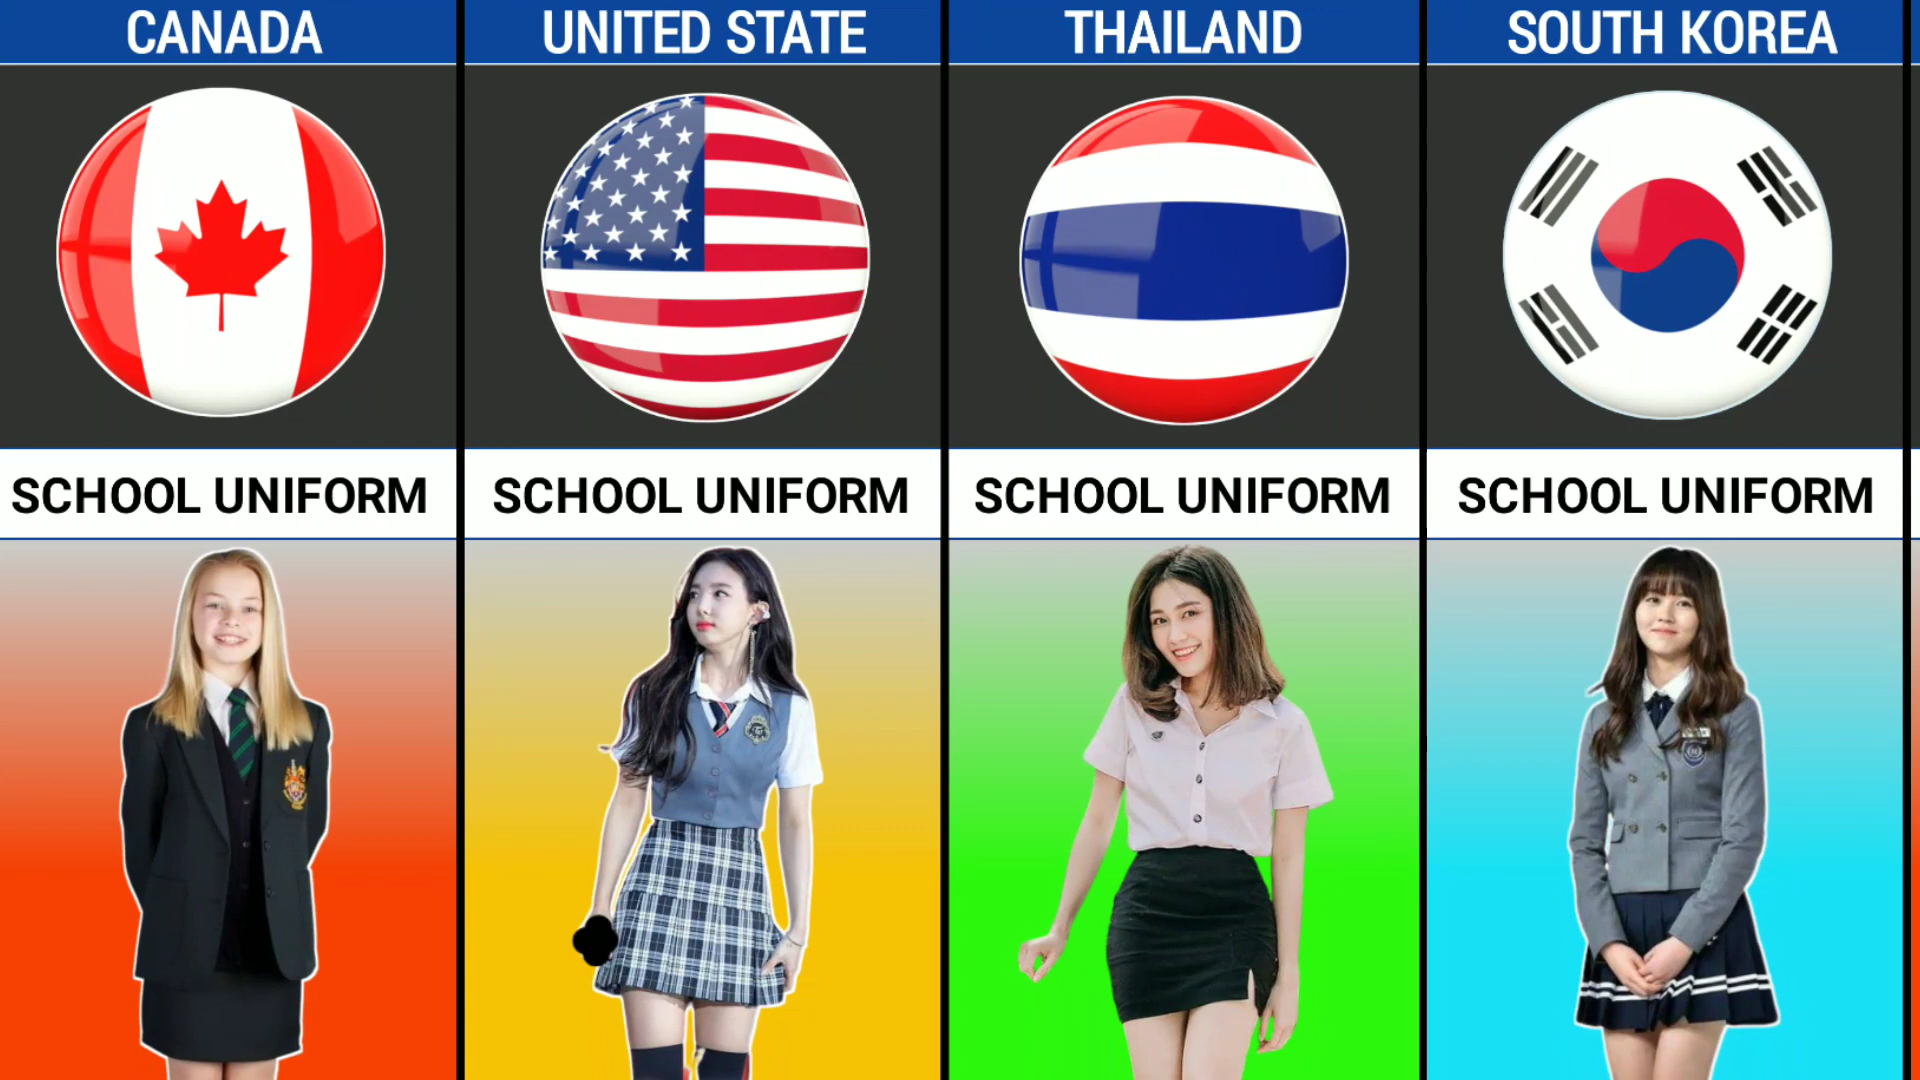 CANADA
UNITED STATE
THAILAND
SOUTH KOREA
SCHOOL UNIFORM
SCHOOL UNIFORM
SCHOOL UNIFORM
SCHOOL UNIFORM